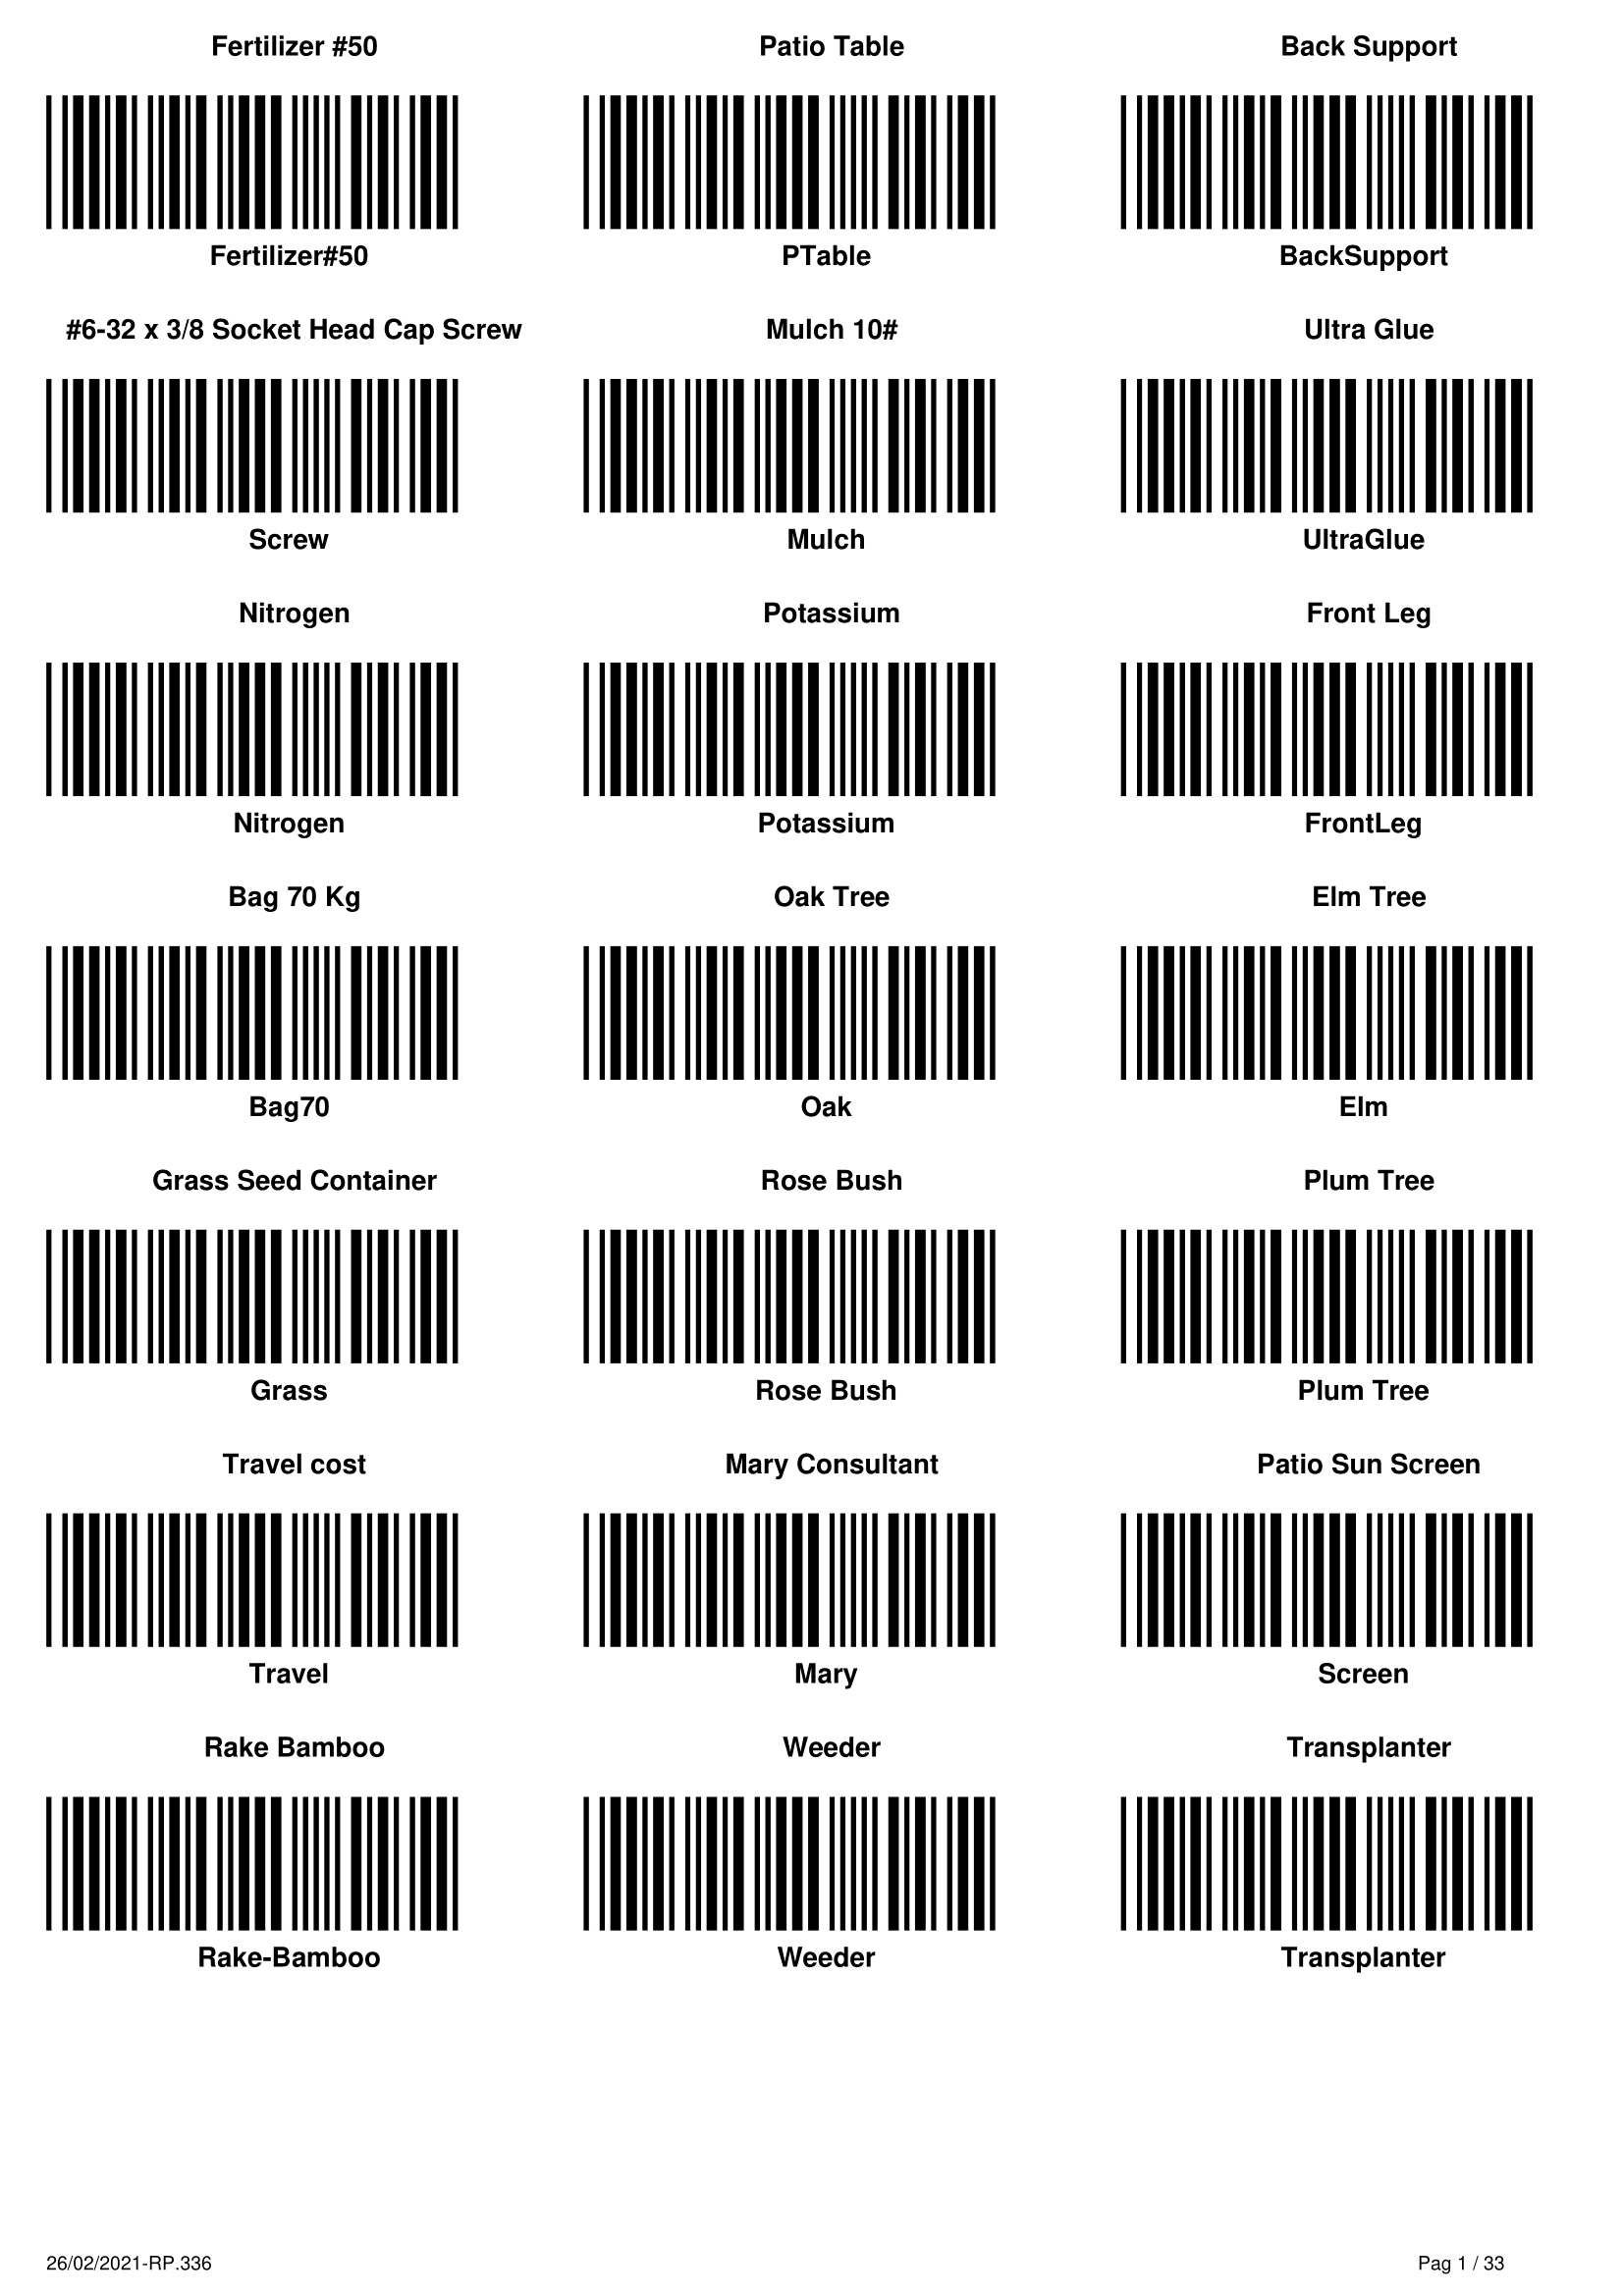 Fertilizer #50 Patio Table Back Support
Fertilizer#50 PTable BackSupport
#6-32 x 3/8 Socket Head Cap Screw Mulch 10# Ultra Glue
Screw Mulch UltraGlue
Nitrogen Potassium Front Leg
Nitrogen Potassium FrontLeg
Bag 70 Kg Oak Tree Elm Tree
Bag70 Oak Elm
Grass Seed Container Rose Bush Plum Tree
Grass Rose Bush Plum Tree
Travel cost Mary Consultant Patio Sun Screen
Travel Mary Screen
Rake Bamboo Weeder Transplanter
Rake-Bamboo Weeder Transplanter
26/02/2021-RP.336 Pag 1 / 33